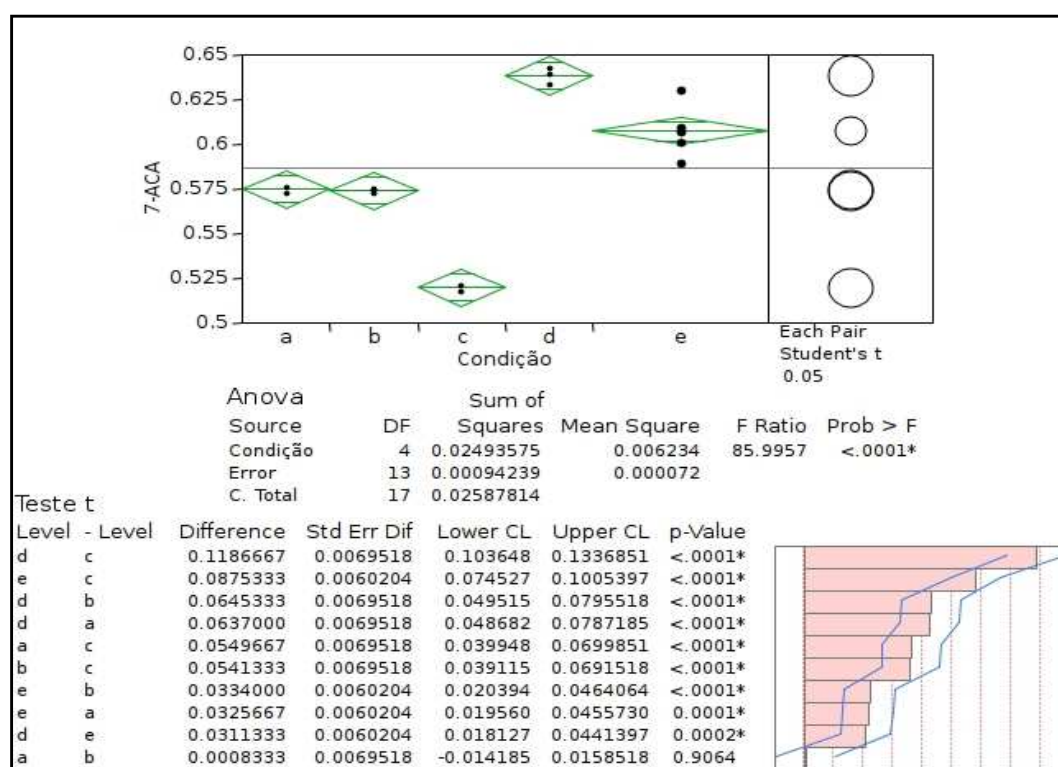 0.65
0.625
0.6
0.575
0.55
0.525
0.5
7-ACA
a b c d e
Condição
Each Pair
Student's t
0.05
Anova
Sum of
Source DF Squares Mean Square F Ratio Prob > F
Condição 4 0.02493575 0.006234 85.9957 <.0001*
Error 13 0.00094239 0.000072
C. Total 17 0.02587814
Teste t
Level - Level Difference Std Err Dif Lower CL Upper CL p-Value
d c 0.1186667 0.0069518 0.103648 0.1336851 <.0001*
e c 0.0875333 0.0060204 0.074527 0.1005397 <.0001*
d b 0.0645333 0.0069518 0.049515 0.0795518 <.0001*
d a 0.0637000 0.0069518 0.048682 0.0787185 <.0001*
a c 0.0549667 0.0069518 0.039948 0.0699851 <.0001*
b c 0.0541333 0.0069518 0.039115 0.0691518 <.0001*
e b 0.0334000 0.0060204 0.020394 0.0464064 <.0001*
e a 0.0325667 0.0060204 0.019560 0.0455730 0.0001*
d e 0.0311333 0.0060204 0.018127 0.0441397 0.0002*
a b 0.0008333 0.0069518 -0.014185 0.0158518 0.9064